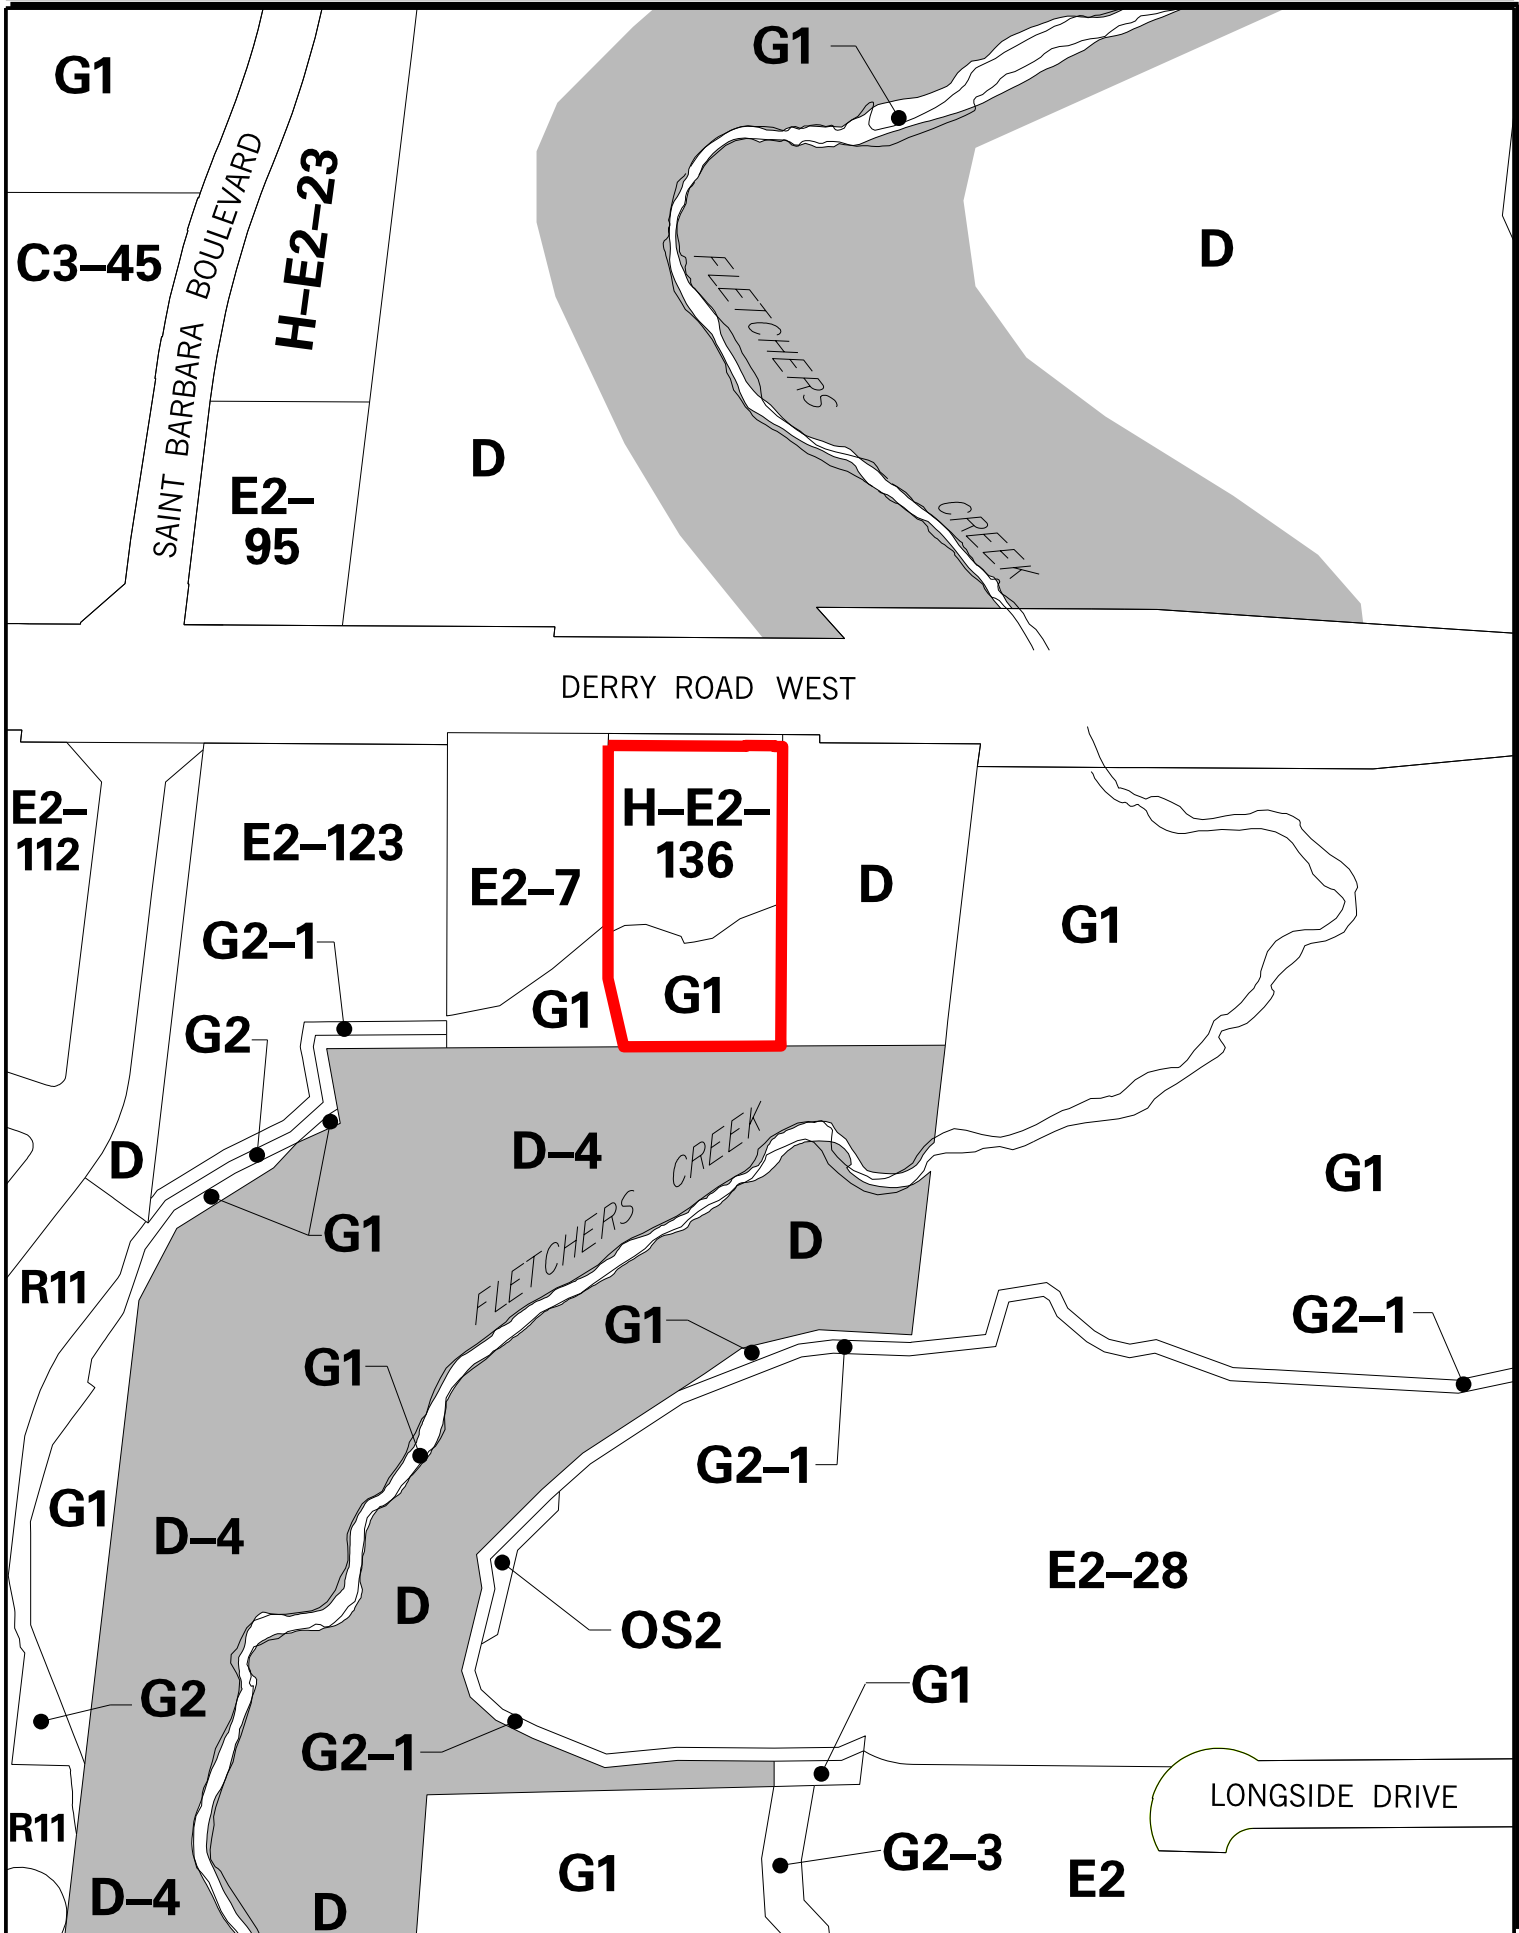 G1
G1
C3–45
SAINT BARBARA BOULEVARD
H–E2–23
D
FLETCHERS
CREEK
D
E2–
95
DERRY ROAD WEST
E2–
112
E2–123
E2–7
H–E2–
136
D
G1
G2–1
G1
G1
G2
D
D–4
FLETCHERS CREEK
G1
G1
D
R11
G1
G2–1
G1
G2–1
G1
D–4
E2–28
D
OS2
G2
G1
G2–1
LONGSIDE DRIVE
R11
G2–3
G1
E2
D–4
D